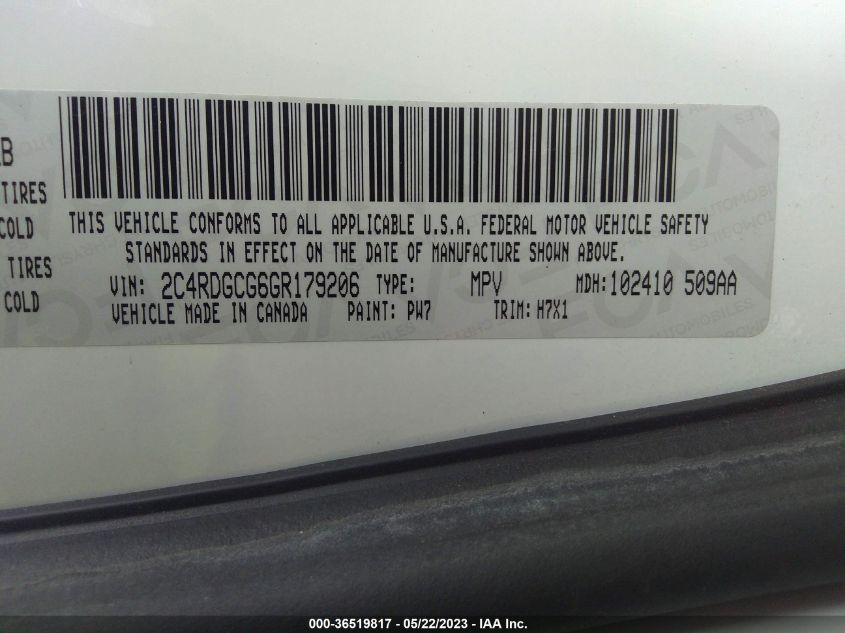 B
TIRES
COLD
TIRES
COLD
THIS VEHICLE CONFORMS TO ALL APPLICABLE U.S.A. FEDERAL MOTOR VEHICLE SAFETY
STANDARDS IN EFFECT ON THE DATE OF MANUFACTURE SHOWN ABOVE.
VIN: 2C4RDGCG6GR179206 TYPE: MPV MDH:102410 509AA
VEHICLE MADE IN CANADA PAINT: PW7 TRIM: H7X1
000-36519817 - 05/22/2023 - IAA Inc.